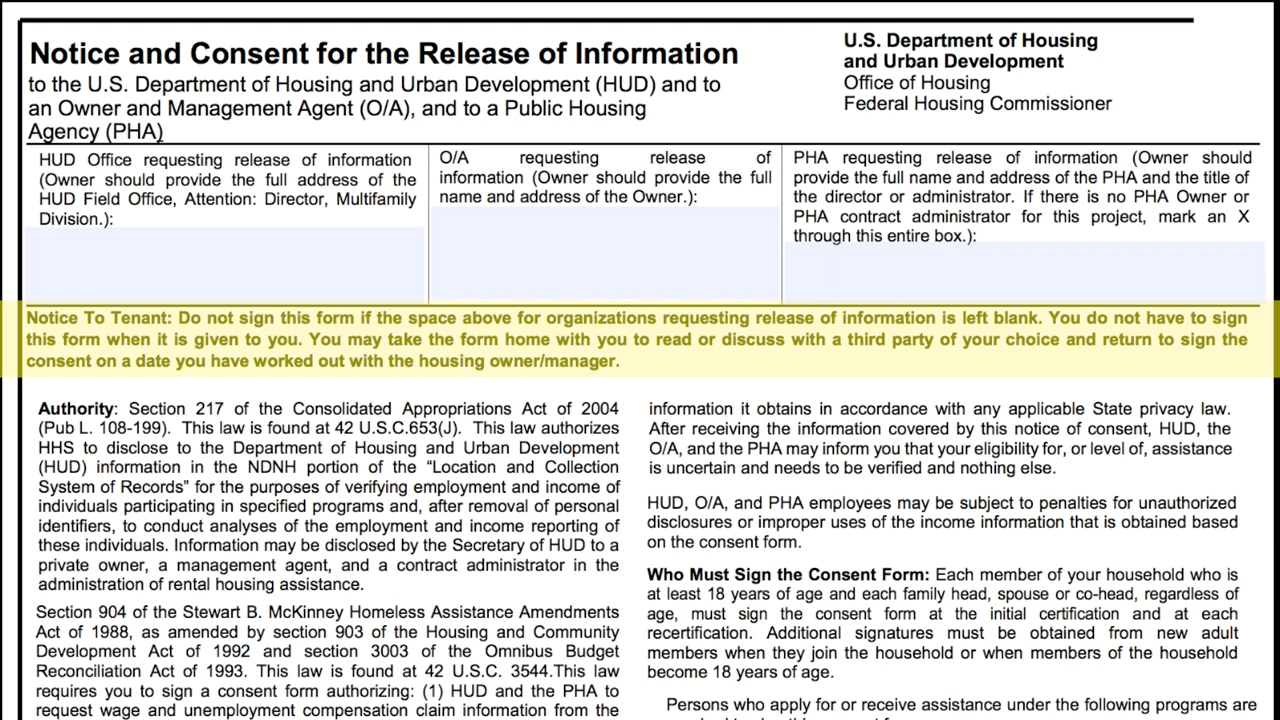 Notice and Consent for the Release of Information
to the U.S. Department of Housing and Urban Development (HUD) and to
an Owner and Management Agent (O/A), and to a Public Housing
Agency (PHA)
U.S. Department of Housing
and Urban Development
Office of Housing
Federal Housing Commissioner
HUD Office requesting release of information
(Owner should provide the full address of the
HUD Field Office, Attention: Director, Multifamily
Division.):
O/A requesting release of
information (Owner should provide the full
name and address of the Owner.):
PHA requesting release of information (Owner should
provide the full name and address of the PHA and the title of
the director or administrator. If there is no PHA Owner or
PHA contract administrator for this project, mark an X
through this entire box.):
Notice To Tenant: Do not sign this form if the space above for organizations requesting release of information is left blank. You do not have to sign
this form when it is given to you. You may take the form home with you to read or discuss with a third party of your choice and return to sign the
consent on a date you have worked out with the housing owner/manager.
Authority: Section 217 of the Consolidated Appropriations Act of 2004
(Pub L. 108-199). This law is found at 42 U.S.C.653(J). This law authorizes
HHS to disclose to the Department of Housing and Urban Development
(HUD) information in the NDNH portion of the “Location and Collection
System of Records” for the purposes of verifying employment and income of
individuals participating in specified programs and, after removal of personal
identifiers, to conduct analyses of the employment and income reporting of
these individuals. Information may be disclosed by the Secretary of HUD to a
private owner, a management agent, and a contract administrator in the
administration of rental housing assistance.
Section 904 of the Stewart B. McKinney Homeless Assistance Amendments
Act of 1988, as amended by section 903 of the Housing and Community
Development Act of 1992 and section 3003 of the Omnibus Budget
Reconciliation Act of 1993. This law is found at 42 U.S.C. 3544.This law
requires you to sign a consent form authorizing: (1) HUD and the PHA to
request wage and unemployment compensation claim information from the
information it obtains in accordance with any applicable State privacy law.
After receiving the information covered by this notice of consent, HUD, the
O/A, and the PHA may inform you that your eligibility for, or level of, assistance
is uncertain and needs to be verified and nothing else.
HUD, O/A, and PHA employees may be subject to penalties for unauthorized
disclosures or improper uses of the income information that is obtained based
on the consent form.
Who Must Sign the Consent Form: Each member of your household who is
at least 18 years of age and each family head, spouse or co-head, regardless of
age, must sign the consent form at the initial certification and at each
recertification. Additional signatures must be obtained from new adult
members when they join the household or when members of the household
become 18 years of age.
Persons who apply for or receive assistance under the following programs are